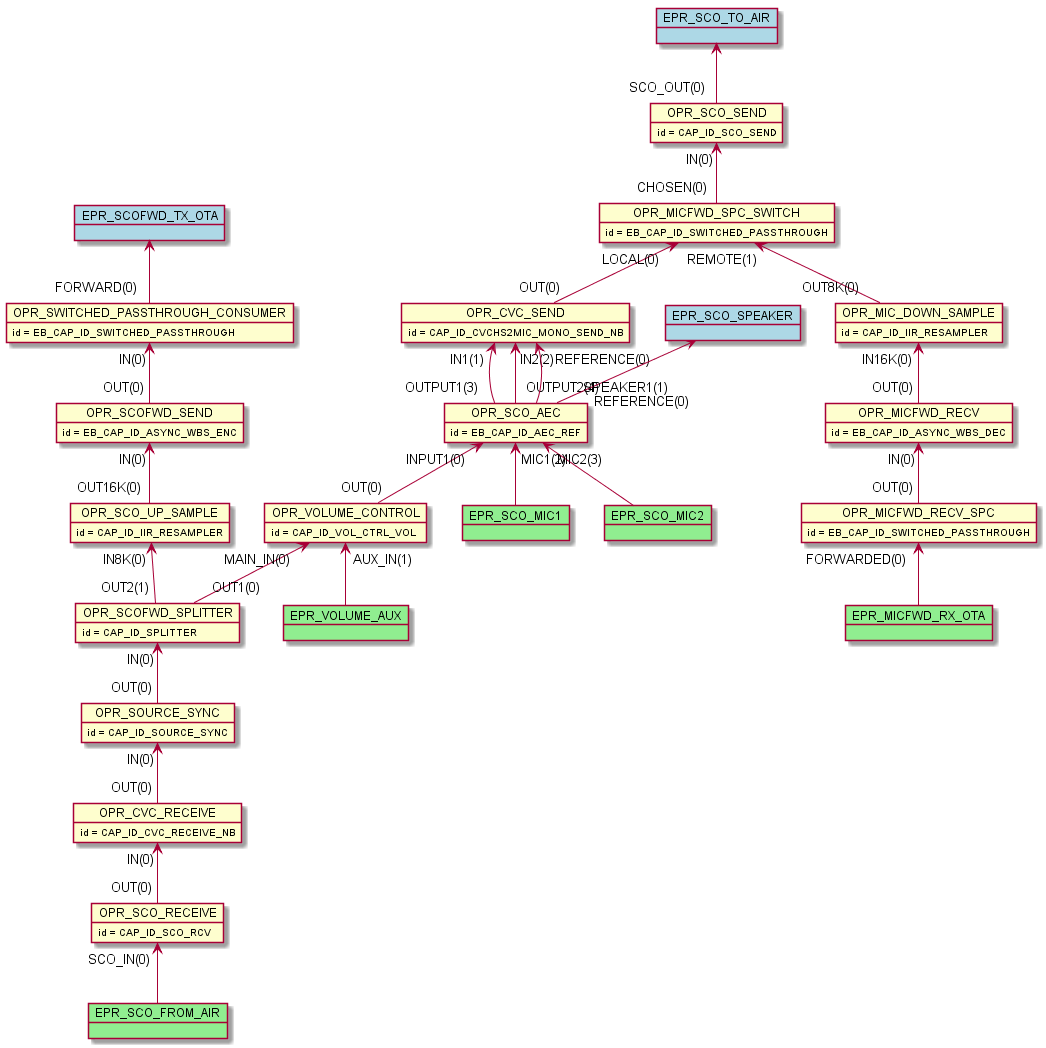 EPR_SCO_TO_AIR
SCO_OUT(0)
OPR_SCO_SEND
id = CAP_ID_SCO_SEND
IN(0)
CHOSEN(0)
EPR_SCOFWD_TX_OTA
OPR_MICFWD_SPC_SWITCH
id = EB_CAP_ID_SWITCHED_PASSTHROUGH
LOCAL(0)
REMOTE(1)
FORWARD(0)
OUT(0)
OUT8K(0)
OPR_SWITCHED_PASSTHROUGH_CONSUMER
id = EB_CAP_ID_SWITCHED_PASSTHROUGH
OPR_CVC_SEND
id = CAP_ID_CVCHS2MIC_MONO_SEND_NB
EPR_SCO_SPEAKER
OPR_MIC_DOWN_SAMPLE
id = CAP_ID_IIR_RESAMPLER
IN(0)
IN1(1)
IN2(2)
REFERENCE(0)
IN16K(0)
OUT(0)
OUTPUT1(3)
OUTPUT2(4)
SPEAKER1(1)
REFERENCE(0)
OUT(0)
OPR_SCOFWD_SEND
id = EB_CAP_ID_ASYNC_WBS_ENC
OPR_SCO_AEC
id = EB_CAP_ID_AEC_REF
OPR_MICFWD_RECV
id = EB_CAP_ID_ASYNC_WBS_DEC
IN(0)
INPUT1(0)
MIC1(2)
MIC2(3)
IN(0)
OUT16K(0)
OUT(0)
OUT(0)
OPR_SCO_UP_SAMPLE
id = CAP_ID_IIR_RESAMPLER
OPR_VOLUME_CONTROL
id = CAP_ID_VOL_CTRL_VOL
EPR_SCO_MIC1
EPR_SCO_MIC2
OPR_MICFWD_RECV_SPC
id = EB_CAP_ID_SWITCHED_PASSTHROUGH
IN8K(0)
MAIN_IN(0)
AUX_IN(1)
FORWARDED(0)
OUT2(1)
OUT1(0)
OPR_SCOFWD_SPLITTER
id = CAP_ID_SPLITTER
EPR_VOLUME_AUX
EPR_MICFWD_RX_OTA
IN(0)
OUT(0)
OPR_SOURCE_SYNC
id = CAP_ID_SOURCE_SYNC
IN(0)
OUT(0)
OPR_CVC_RECEIVE
id = CAP_ID_CVC_RECEIVE_NB
IN(0)
OUT(0)
OPR_SCO_RECEIVE
id = CAP_ID_SCO_RCV
SCO_IN(0)
EPR_SCO_FROM_AIR